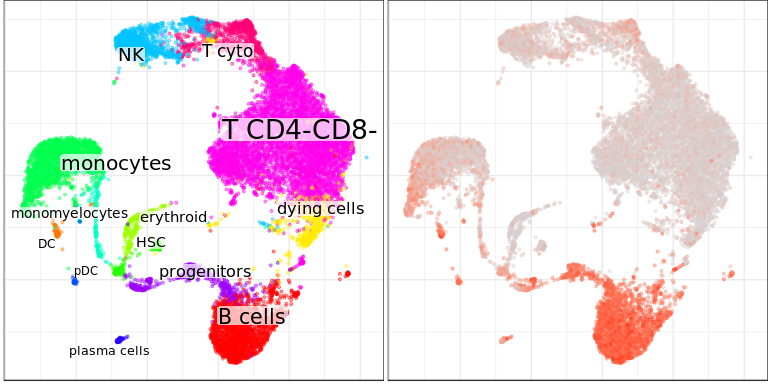 NK
T cyto
T CD4-CD8-
monocytes
dying cells
monomyelocytes
erythroid
DC
HSC
pDC
progenitors
B cells
plasma cells